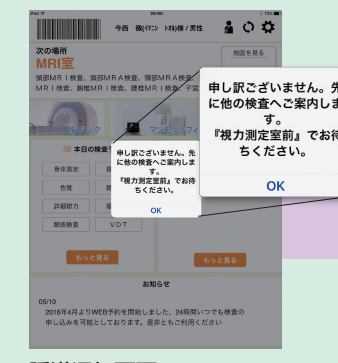 iPad
20:00
73%
今西 微(イマニシ トオル)様 / 男性
次の場所
地図を見る
MRI室
頭部MRI検査、頭部MRA検査、頸部MRA検査、
MRI検査、胸椎MRI検査、腰椎MRI検査、子宮
本日の検査
身体測定
色覚
詳細聴力
眼底検査
VDT
もっと見る
もっと見る
申し訳ございません。先
に他の検査へご案内しま
す。
『視力測定室前』でお待
ちください。
OK
申し訳ございません。先
に他の検査へご案内しま
す。
『視力測定室前』でお待
ちください。
OK
お知らせ
05/10
2016年4月よりWEB予約を開始しました、24時間いつでも検査の
申し込みを可能としております。是非ともご利用ください